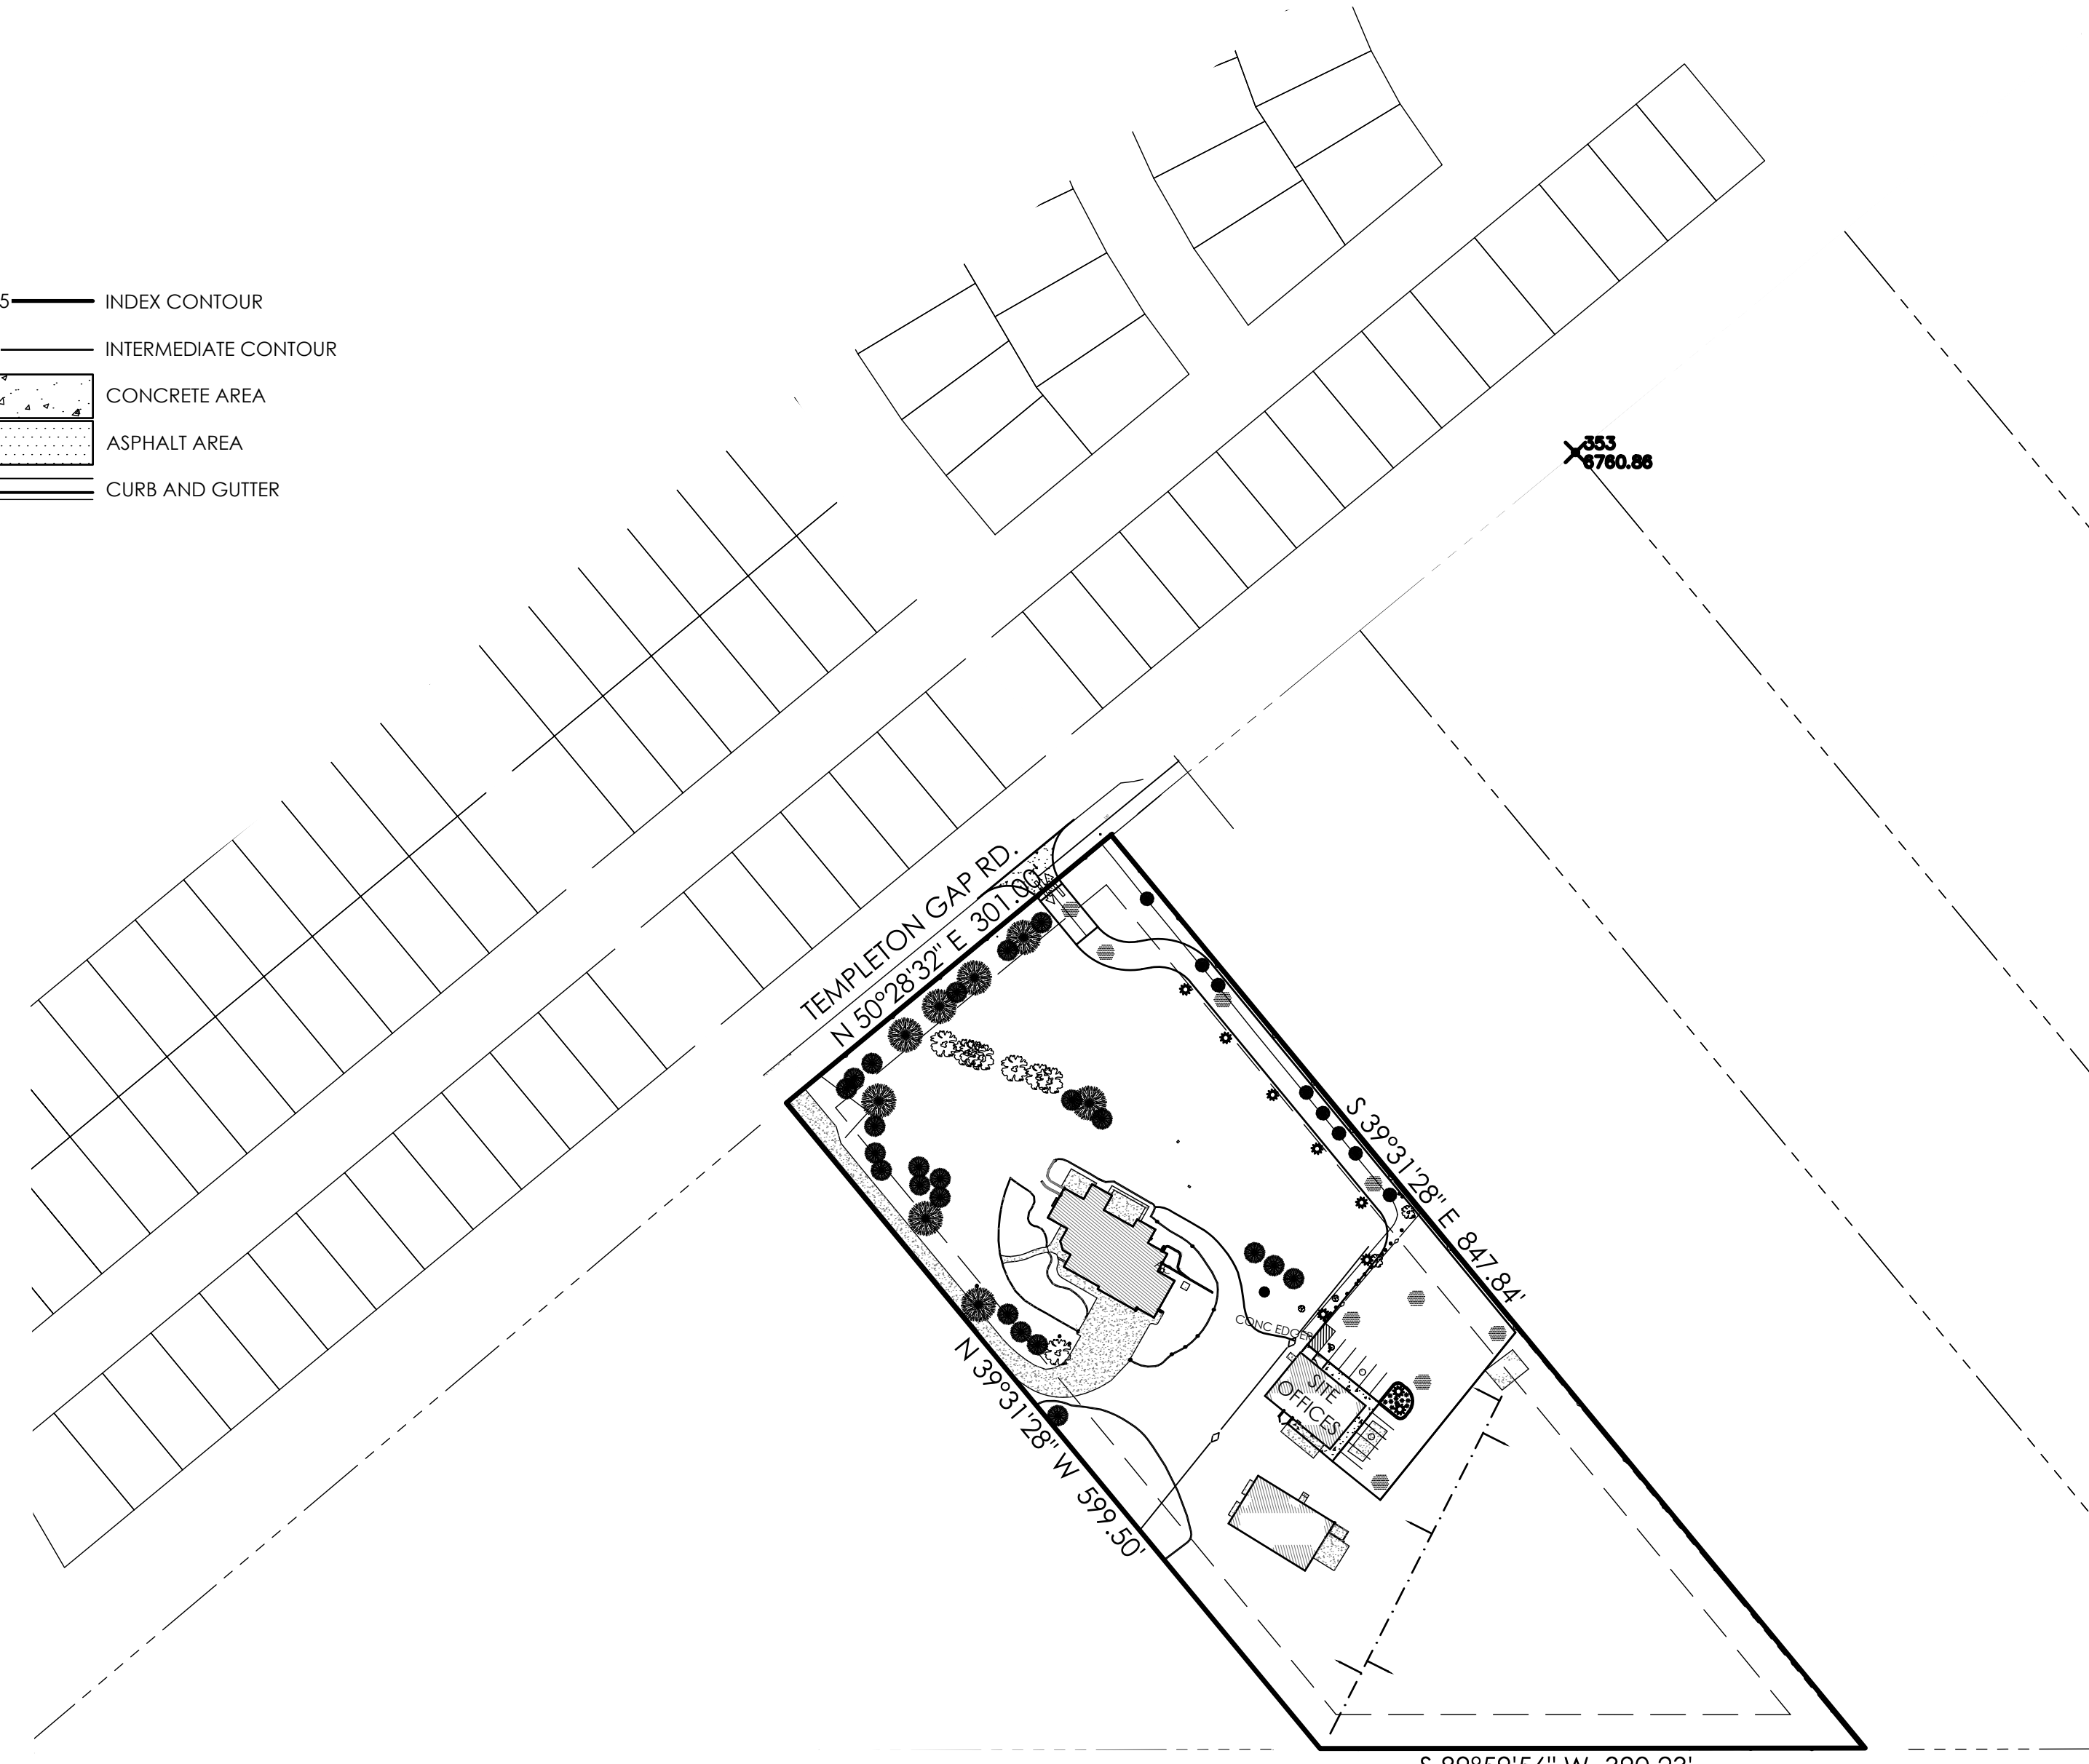 5
INDEX CONTOUR
INTERMEDIATE CONTOUR
CONCRETE AREA
ASPHALT AREA
CURB AND GUTTER
353
6760.86
TEMPLETON GAP RD.
N 50°28'32" E 301.00'
S 39°31'28" E 847.84'
CONC EDGER
SITE
OFFICES
N 39°31'28" W 599.50'